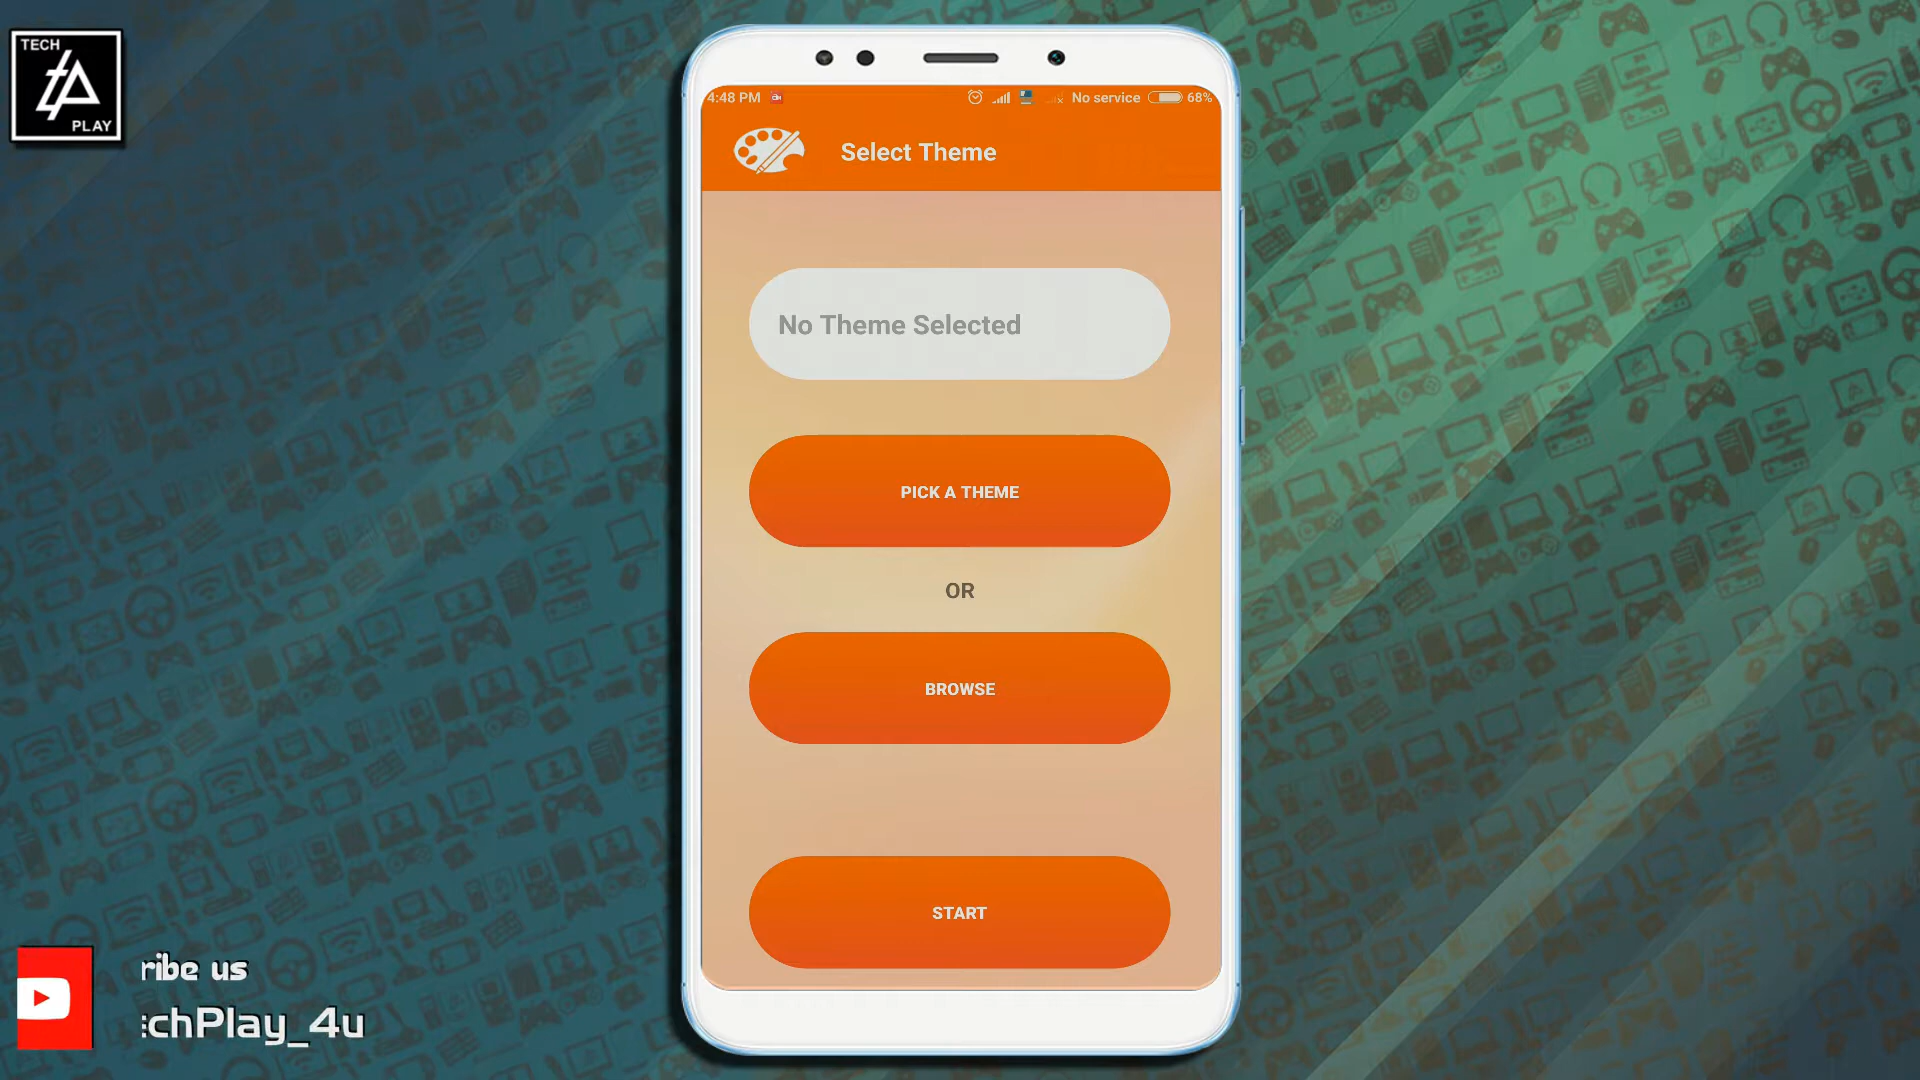 TECH
PLAY
4:48 PM
No service
68%
Select Theme
No Theme Selected
PICK A THEME
OR
BROWSE
START
ribe us
chPlay_4u